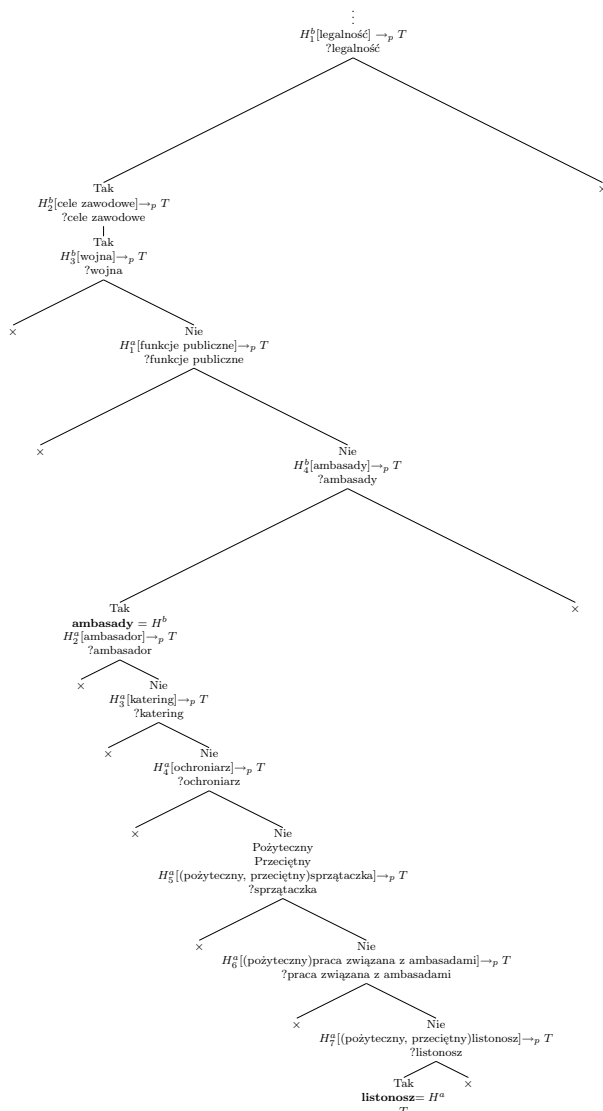 ⋮
H₁ᵇ[legalność] →ₚ T
?legalność
×
Tak
H₂ᵇ[cele zawodowe]→ₚ T
?cele zawodowe
Tak
H₃ᵇ[wojna]→ₚ T
?wojna
×
Nie
H₁ᵃ[funkcje publiczne]→ₚ T
?funkcje publiczne
×
Nie
H₄ᵇ[ambasady]→ₚ T
?ambasady
Tak
×
ambasady = Hᵇ
H₂ᵃ[ambasador]→ₚ T
?ambasador
×
Nie
H₃ᵃ[katering]→ₚ T
?katering
×
Nie
H₄ᵃ[ochroniarz]→ₚ T
?ochroniarz
×
Nie
Pożyteczny
Przeciętny
H₅ᵃ[(pożyteczny, przeciętny)sprzątaczka]→ₚ T
?sprzątaczka
×
Nie
H₆ᵃ[(pożyteczny)praca związana z ambasadami]→ₚ T
?praca związana z ambasadami
×
Nie
H₇ᵃ[(pożyteczny, przeciętny)listonosz]→ₚ T
?listonosz
Tak
×
listonosz= Hᵃ
T